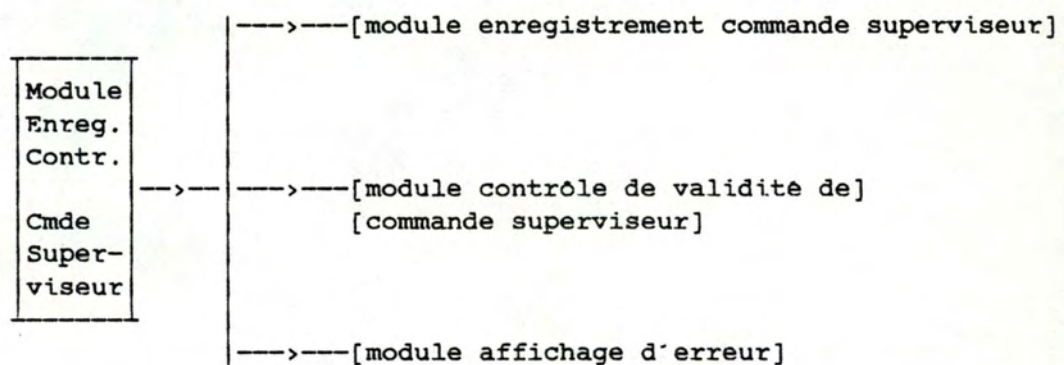 --->---[module enregistrement commande superviseur]
Module
Enreg.
Contr.
-->-- --->---[module contrôle de validité de]
Cmde [commande superviseur]
Super-
viseur
--->---[module affichage d´erreur]